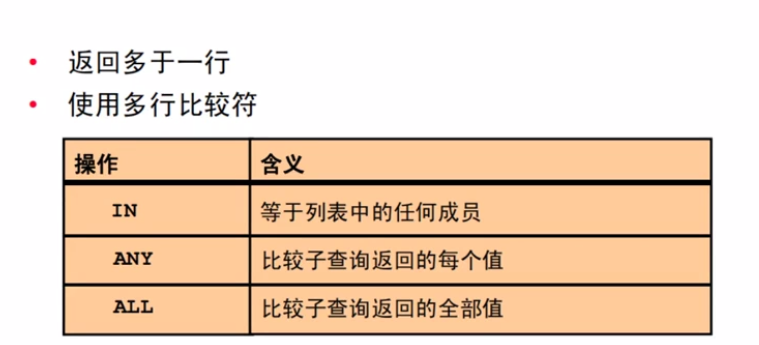 返回多于一行
使用多行比较符
操作 含义
IN 等于列表中的任何成员
ANY 比较子查询返回的每个值
ALL 比较子查询返回的全部值